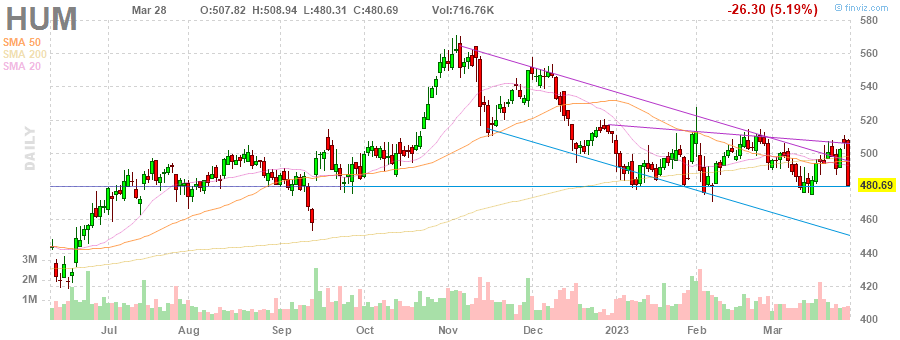 HUM
Mar 28 O:507.82 H:508.94 L:480.31 C:480.69 Vol:716.76K -26.30 (5.19%) © finviz.com
SMA 50
SMA 200
SMA 20
DAILY
580
560
540
520
500
480.69
460
440
420
400
3M
2M
1M
Jul Aug Sep Oct Nov Dec 2023 Feb Mar